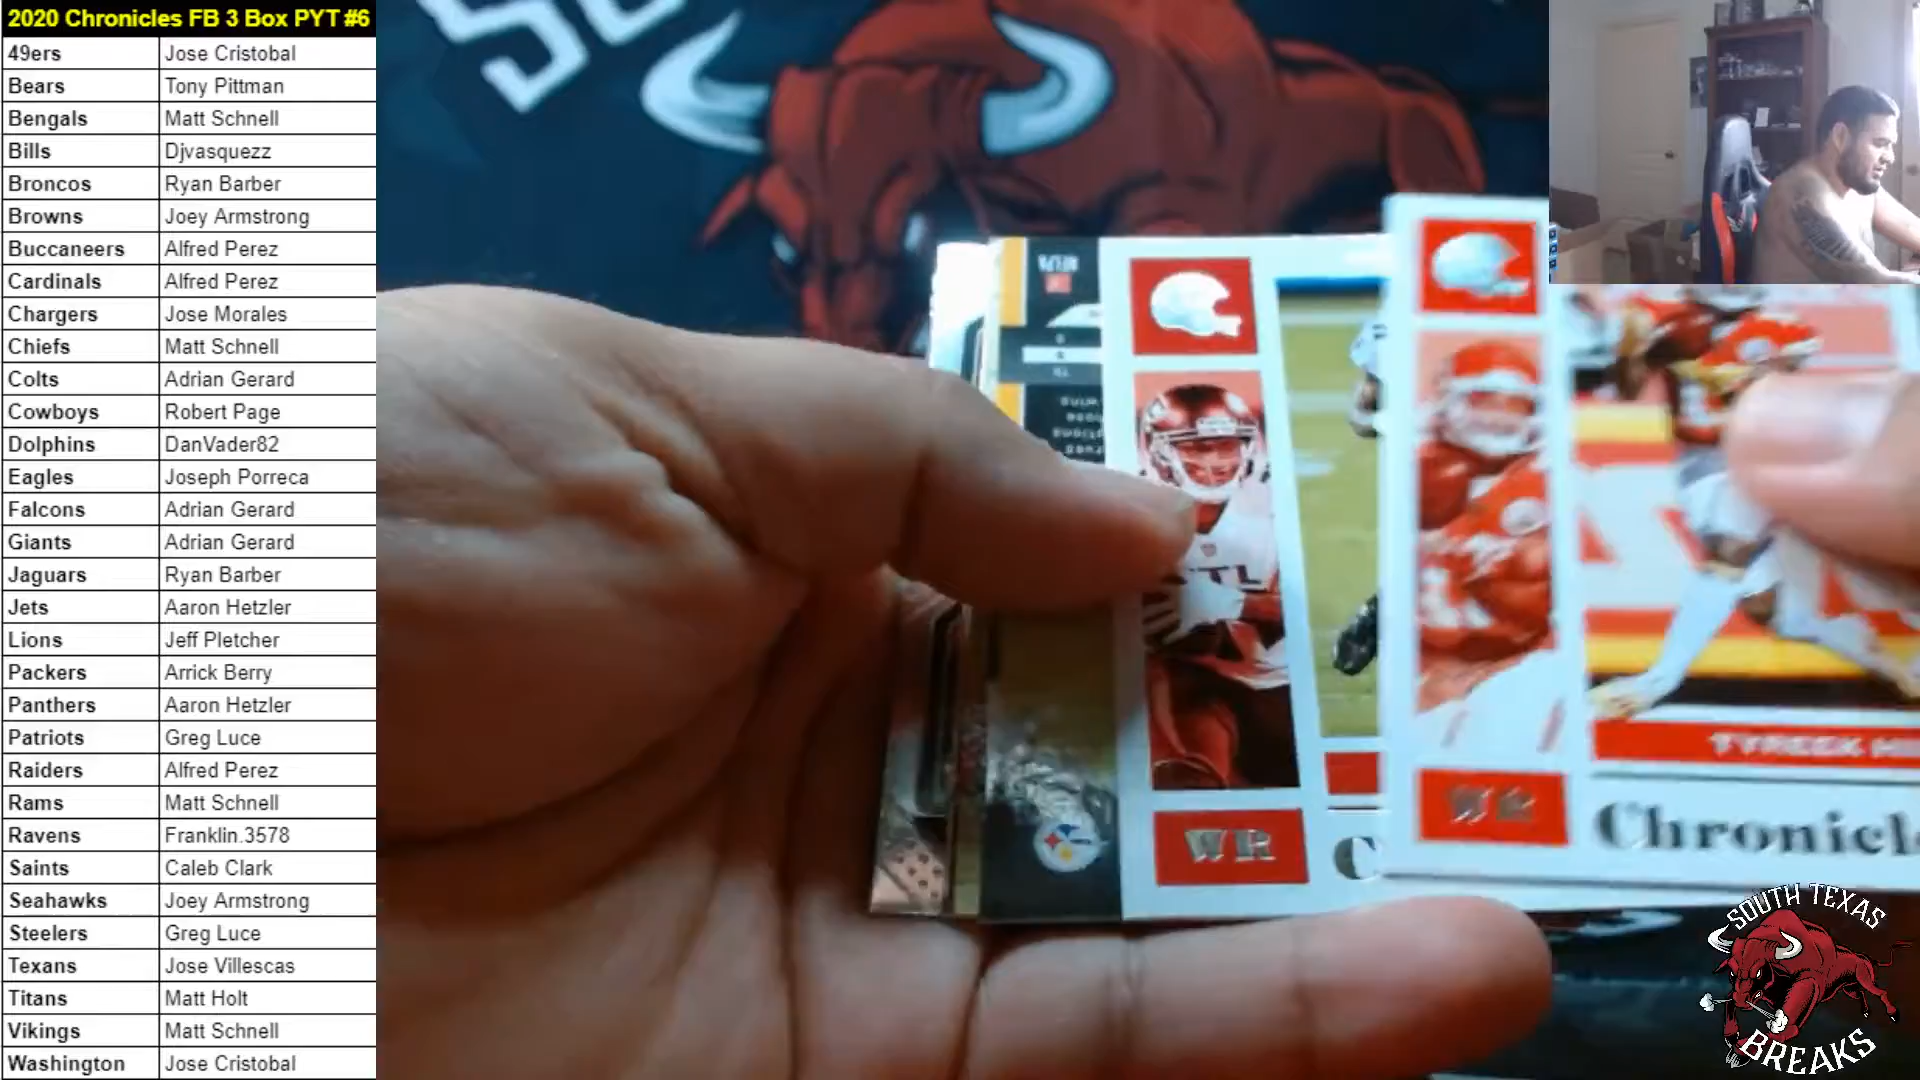 2020 Chronicles FB 3 Box PYT #6
49ers Jose Cristobal
Bears Tony Pittman
Bengals Matt Schnell
Bills Djvasquezz
Broncos Ryan Barber
Browns Joey Armstrong
Buccaneers Alfred Perez
Cardinals Alfred Perez
Chargers Jose Morales
Chiefs Matt Schnell
Colts Adrian Gerard
Cowboys Robert Page
Dolphins DanVader82
Eagles Joseph Porreca
Falcons Adrian Gerard
Giants Adrian Gerard
Jaguars Ryan Barber
Jets Aaron Hetzler
Lions Jeff Pletcher
Packers Arrick Berry
Panthers Aaron Hetzler
Patriots Greg Luce
Raiders Alfred Perez
Rams Matt Schnell
Ravens Franklin.3578
Saints Caleb Clark
Seahawks Joey Armstrong
Steelers Greg Luce
Texans Jose Villescas
Titans Matt Holt
Vikings Matt Schnell
Washington Jose Cristobal
WR
C
TYREEK H
WR
Chronicl
SOUTH TEXAS
BREAKS